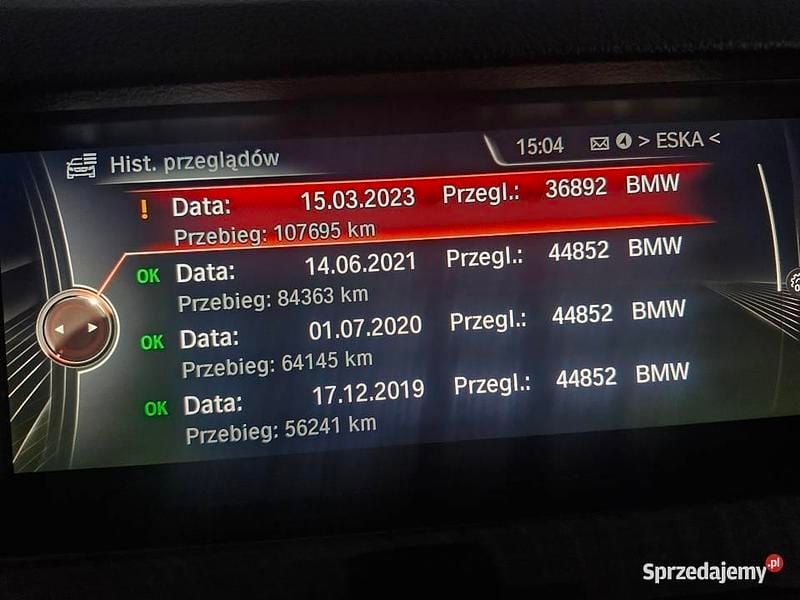 Hist. przeglądów
15:04 > ESKA <
! Data: 15.03.2023 Przegl.: 36892 BMW
Przebieg: 107695 km
OK Data: 14.06.2021 Przegl.: 44852 BMW
Przebieg: 84363 km
OK Data: 01.07.2020 Przegl.: 44852 BMW
Przebieg: 64145 km
OK Data: 17.12.2019 Przegl.: 44852 BMW
Przebieg: 56241 km
Sprzedajemy.pl